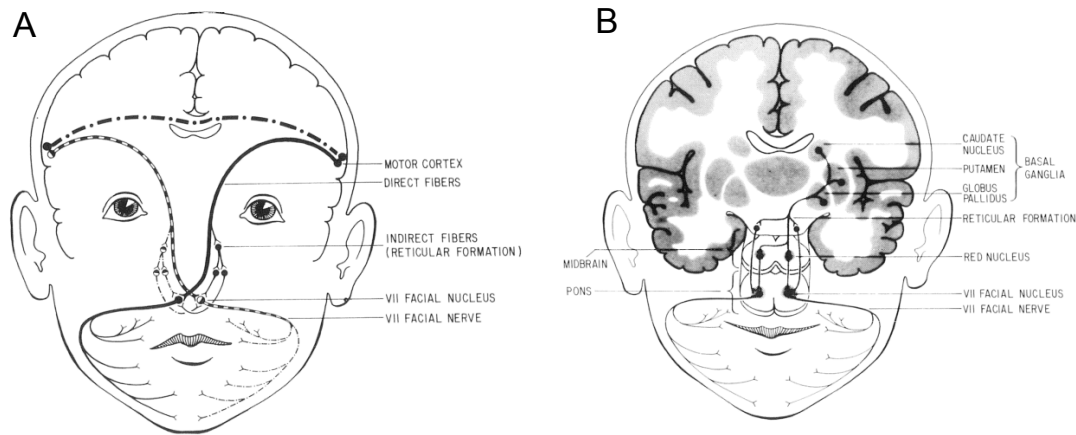 A
MOTOR CORTEX
DIRECT FIBERS
INDIRECT FIBERS
(RETICULAR FORMATION)
VII FACIAL NUCLEUS
VII FACIAL NERVE
B
CAUDATE
NUCLEUS
PUTAMEN
GLOBUS
PALLIDUS
BASAL
GANGLIA
RETICULAR FORMATION
RED NUCLEUS
MIDBRAIN
PONS
VII FACIAL NUCLEUS
VII FACIAL NERVE